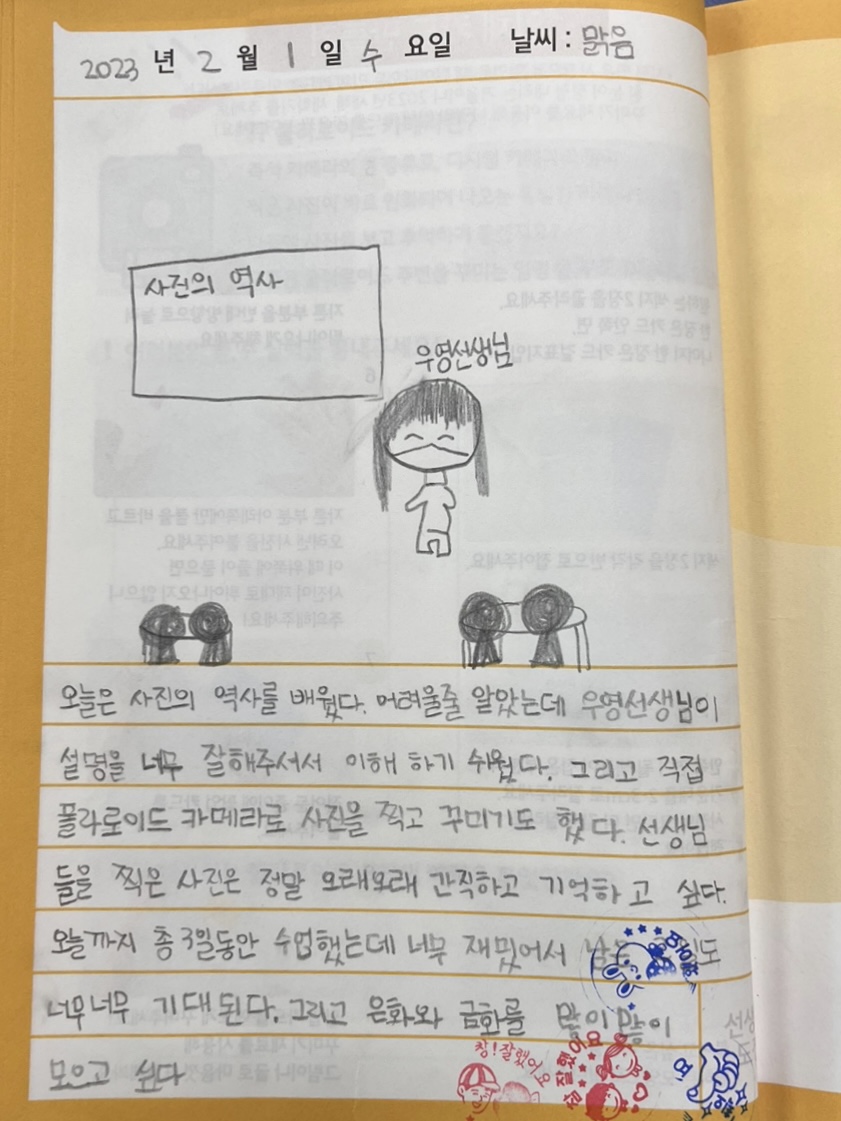 2023 년 2 월 1 일 수 요일 날씨 : 맑음
사진의 역사
우영선생님
오늘은 사진의 역사를 배웠다. 어려울줄 알았는데 우영선생님이
설명을 너무 잘해주셔서 이해 하기 쉬웠다. 그리고 직접
폴라로이드 카메라로 사진을 찍고 꾸미기도 했다. 선생님
들을 찍은 사진은 정말 오래오래 간직하고 기억하고 싶다.
오늘까지 총 3일동안 수업했는데 너무 재밌어서 남은
너무너무 기대된다. 그리고 은화와 금화를 많이많이
모으고 싶다
참! 잘했어요
참 잘했어요